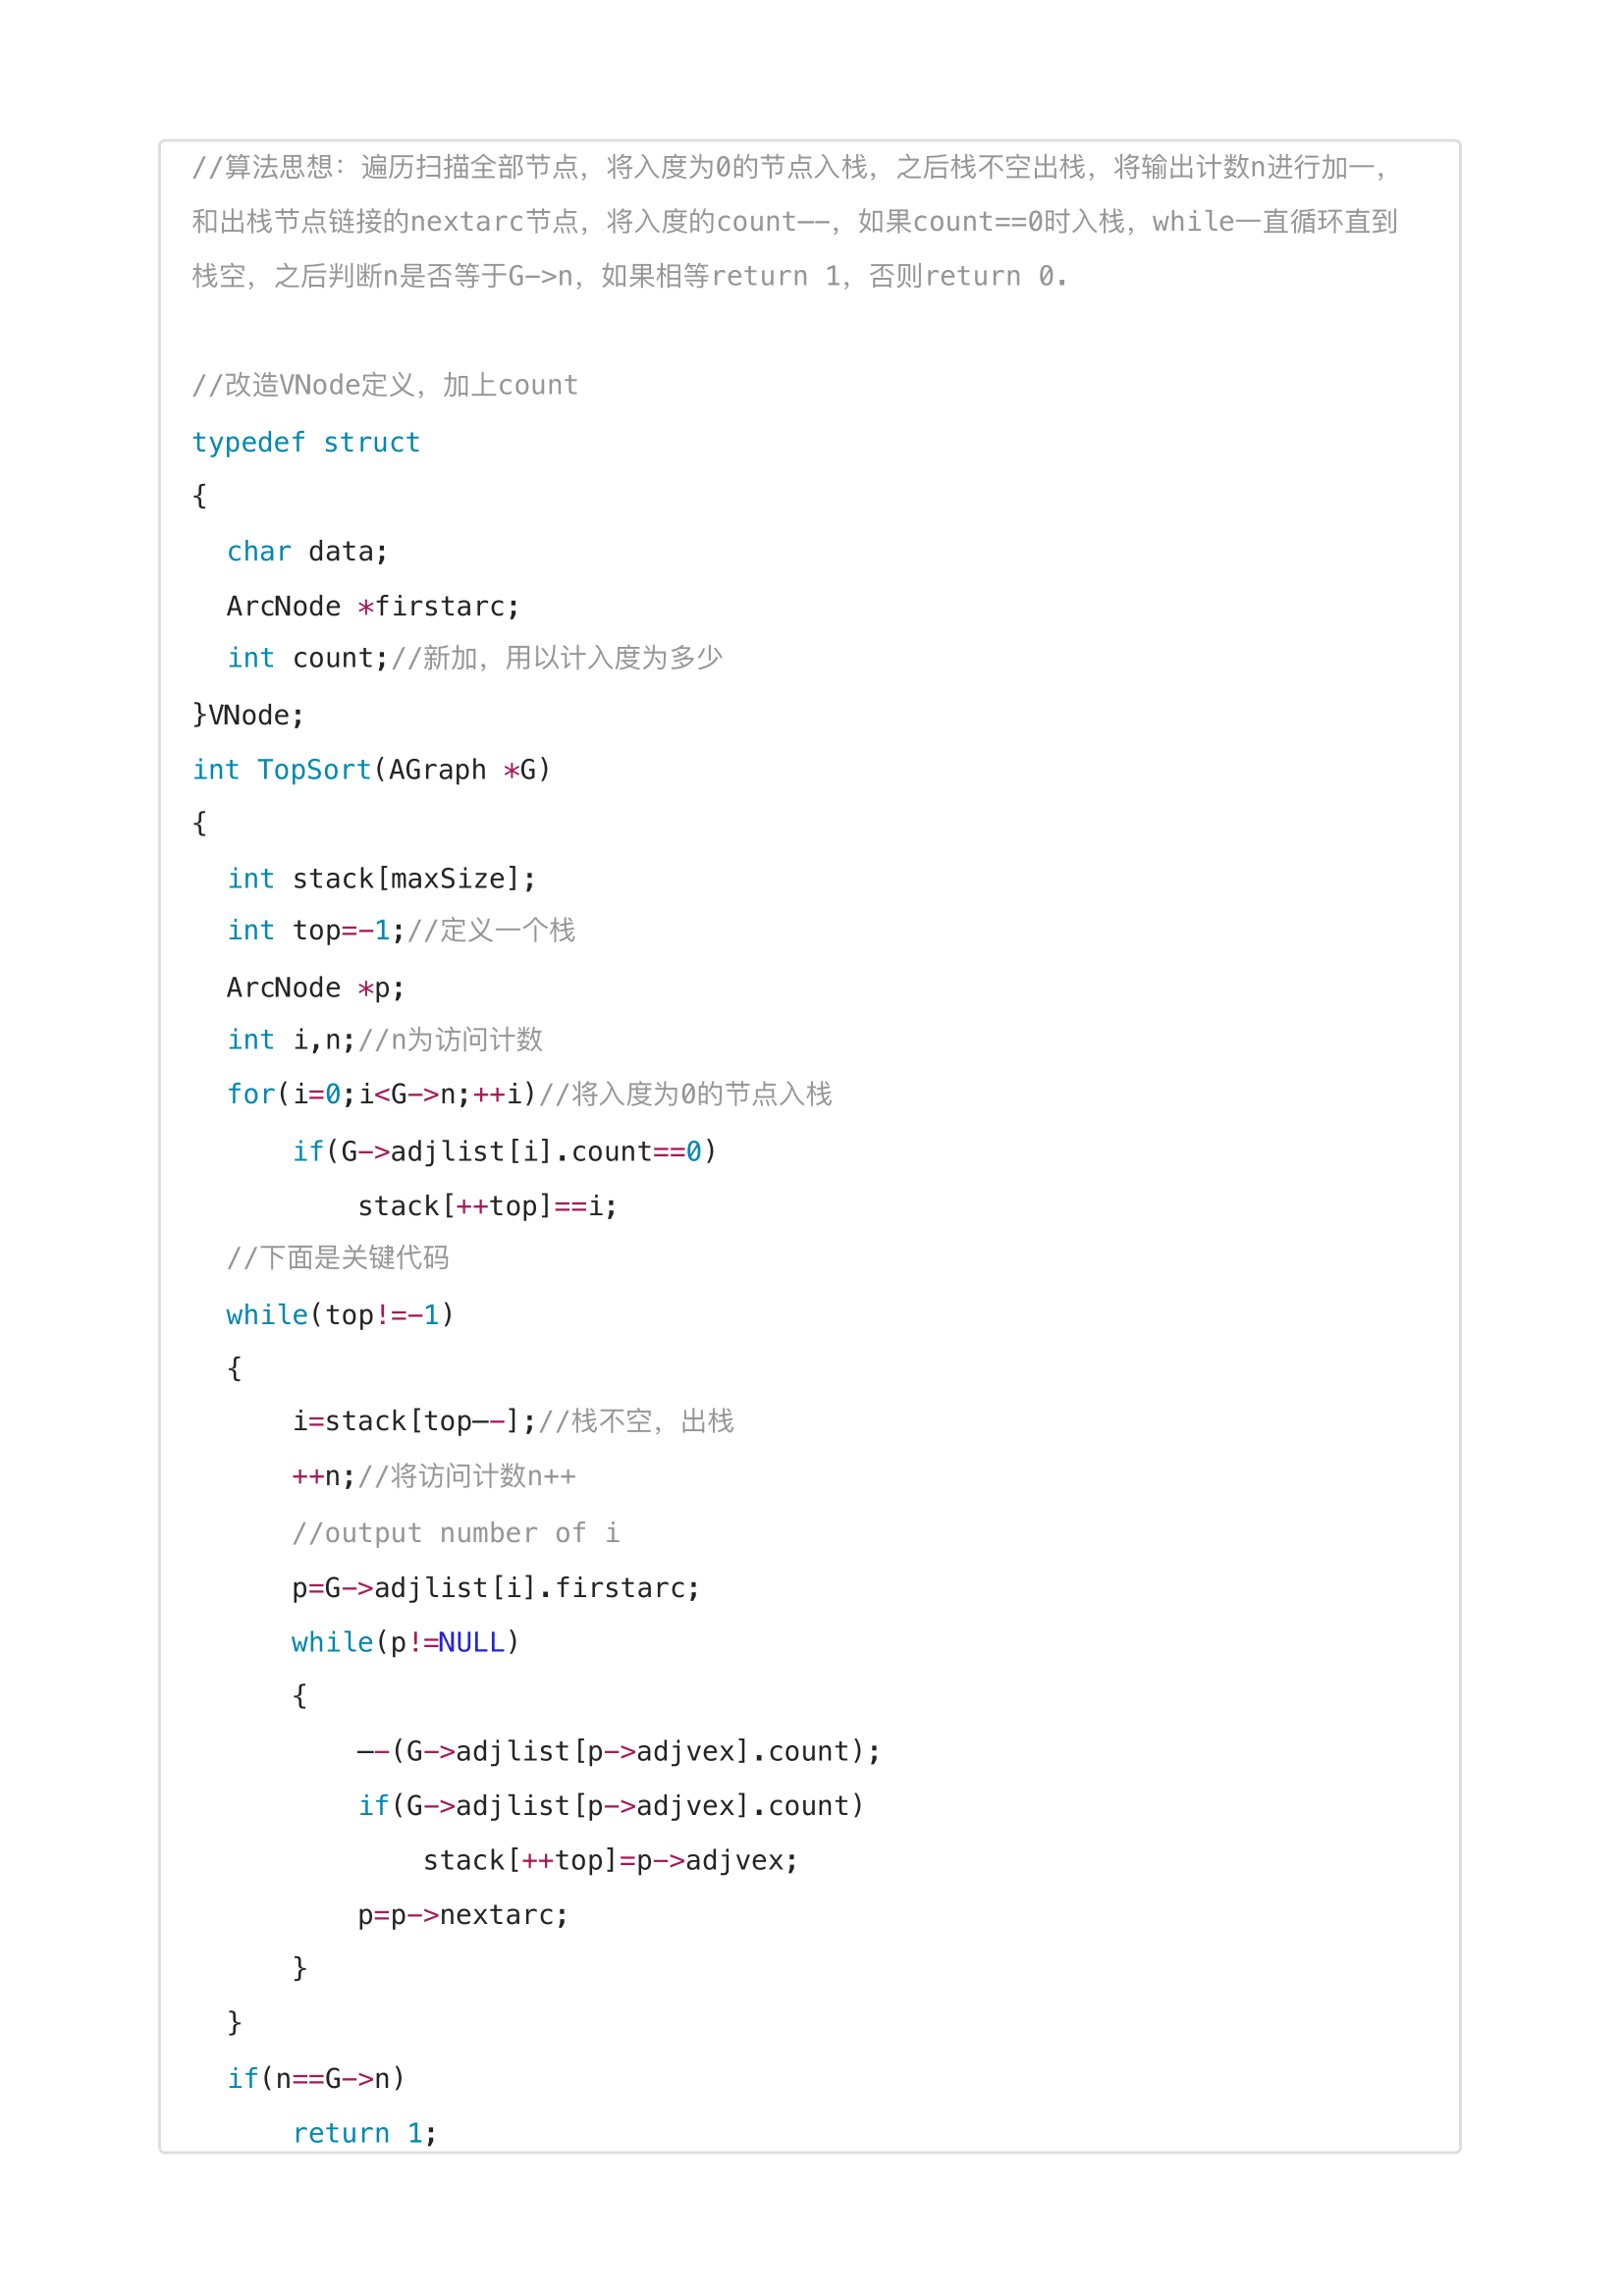 //算法思想：遍历扫描全部节点，将入度为0的节点入栈，之后栈不空出栈，将输出计数n进行加一，
和出栈节点链接的nextarc节点，将入度的count--，如果count==0时入栈，while一直循环直到
栈空，之后判断n是否等于G->n，如果相等return 1，否则return 0.
//改造VNode定义，加上count
typedef struct
{
  char data;
  ArcNode *firstarc;
  int count;//新加，用以计入度为多少
}VNode;
int TopSort(AGraph *G)
{
  int stack[maxSize];
  int top=-1;//定义一个栈
  ArcNode *p;
  int i,n;//n为访问计数
  for(i=0;i<G->n;++i)//将入度为0的节点入栈
      if(G->adjlist[i].count==0)
          stack[++top]==i;
  //下面是关键代码
  while(top!=-1)
  {
      i=stack[top--];//栈不空，出栈
      ++n;//将访问计数n++
      //output number of i
      p=G->adjlist[i].firstarc;
      while(p!=NULL)
      {
          --(G->adjlist[p->adjvex].count);
          if(G->adjlist[p->adjvex].count)
              stack[++top]=p->adjvex;
          p=p->nextarc;
      }
  }
  if(n==G->n)
      return 1;